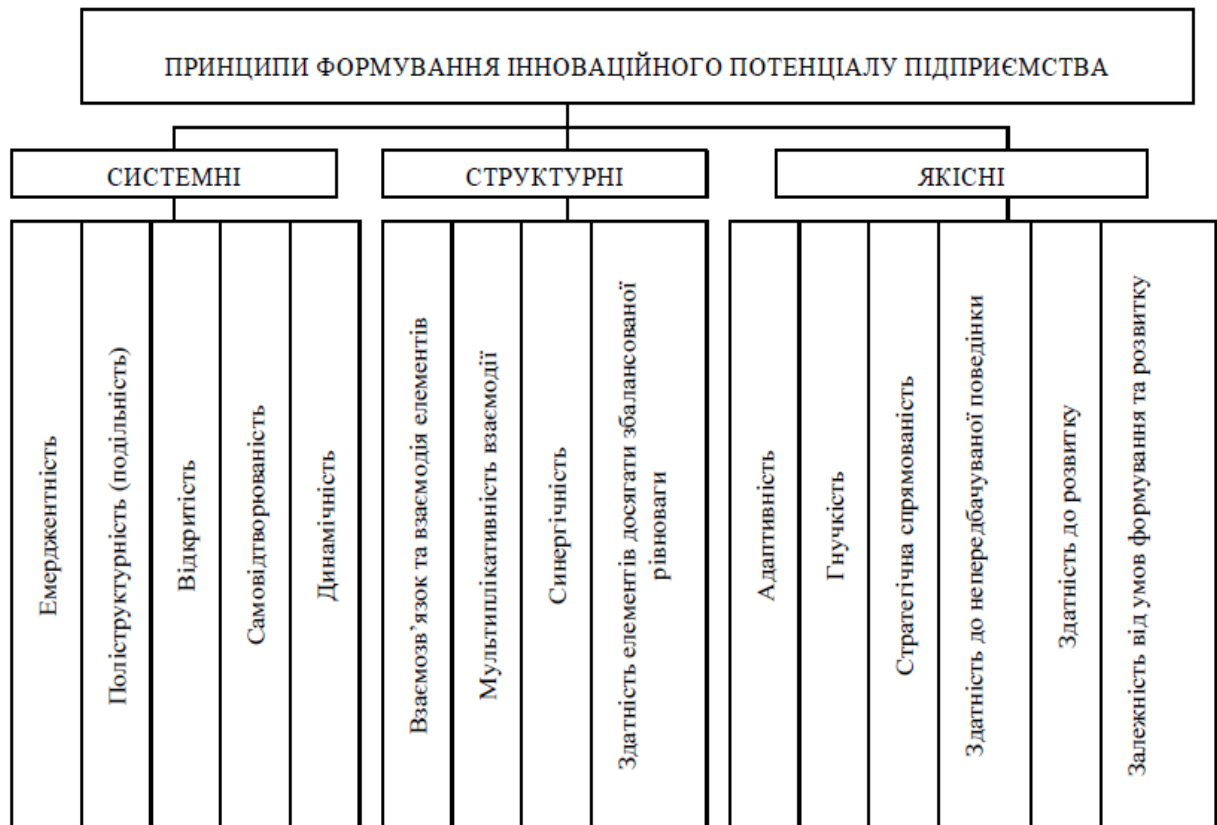 ПРИНЦИПИ ФОРМУВАННЯ ІННОВАЦІЙНОГО ПОТЕНЦІАЛУ ПІДПРИЄМСТВА
СИСТЕМНІ
СТРУКТУРНІ
ЯКІСНІ
Емерджентність
Поліструктурність (подільність)
Відкритість
Самовідтворюваність
Динамічність
Взаємозв’язок та взаємодія елементів
Мультиплікативність взаємодії
Синергічність
Здатність елементів досягати збалансованої
рівноваги
Адаптивність
Гнучкість
Стратегічна спрямованість
Здатність до непередбачуваної поведінки
Здатність до розвитку
Залежність від умов формування та розвитку